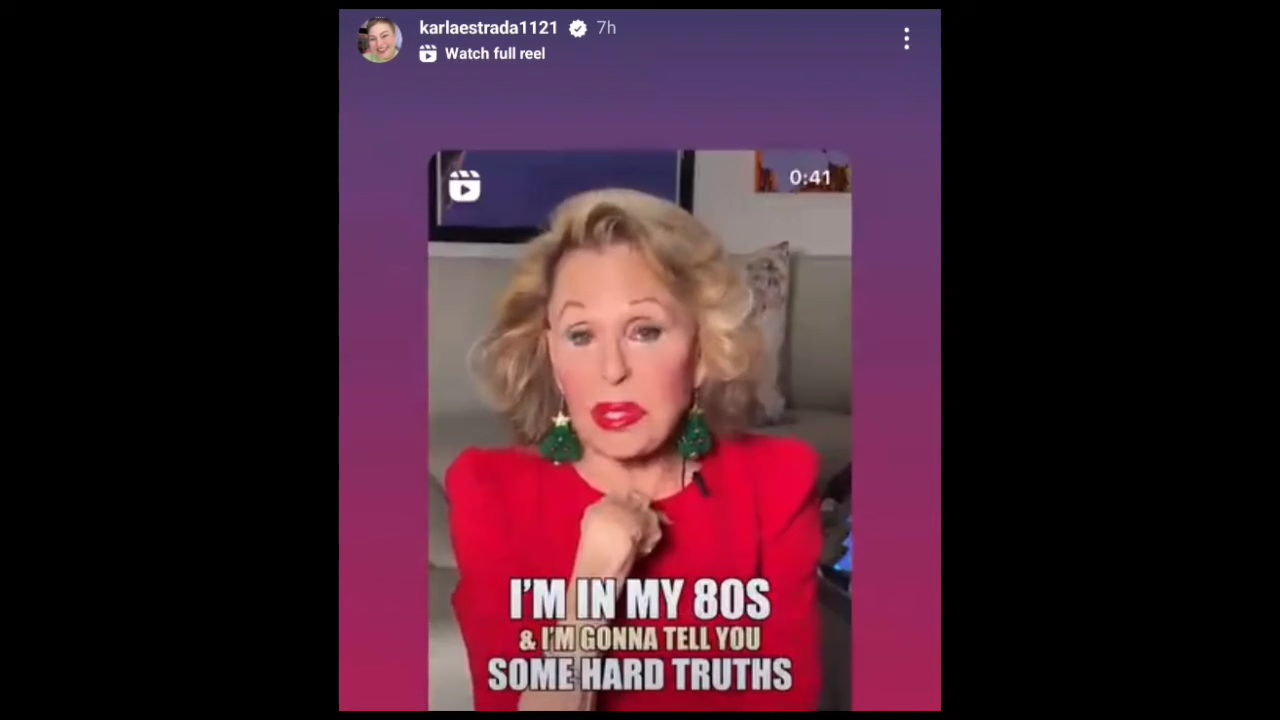 karlaestrada1121 7h
Watch full reel
0:41
I'M IN MY 80S
& I'M GONNA TELL YOU
SOME HARD TRUTHS